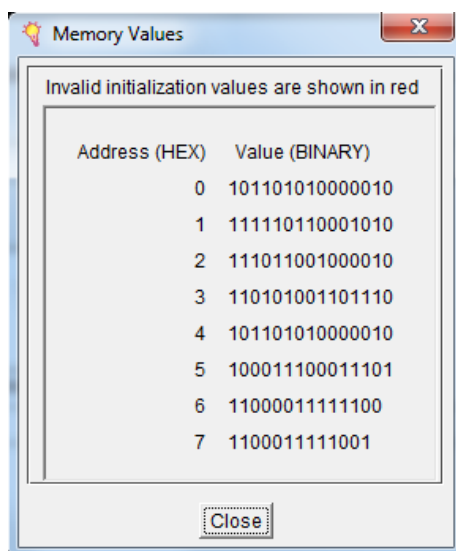 Memory Values
Invalid initialization values are shown in red
Address (HEX) Value (BINARY)
0 101101010000010
1 111110110001010
2 111011001000010
3 110101001101110
4 101101010000010
5 100011100011101
6 11000011111100
7 1100011111001
Close